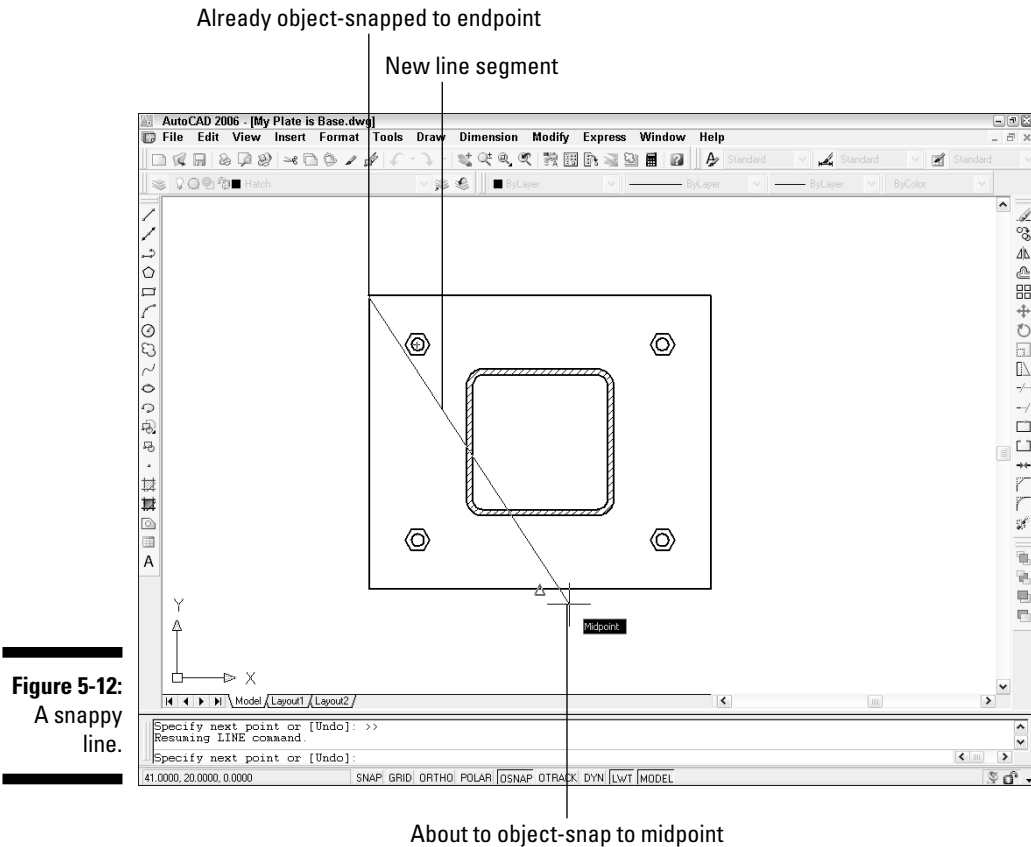 Already object-snapped to endpoint
New line segment
AutoCAD 2006 - [My Plate is Base.dwg]
File Edit View Insert Format Tools Draw Dimension Modify Express Window Help
Standard Standard Standard
Hatch ByLayer ByLayer ByLayer ByColor
A
Y
X
Midpoint
Model Layout1 Layout2
Figure 5-12:
A snappy
line.
Specify next point or [Undo]: >>
Resuming LINE command.
Specify next point or [Undo]:
41.0000, 20.0000, 0.0000 SNAP GRID ORTHO POLAR OSNAP OTRACK DYN LWT MODEL
About to object-snap to midpoint